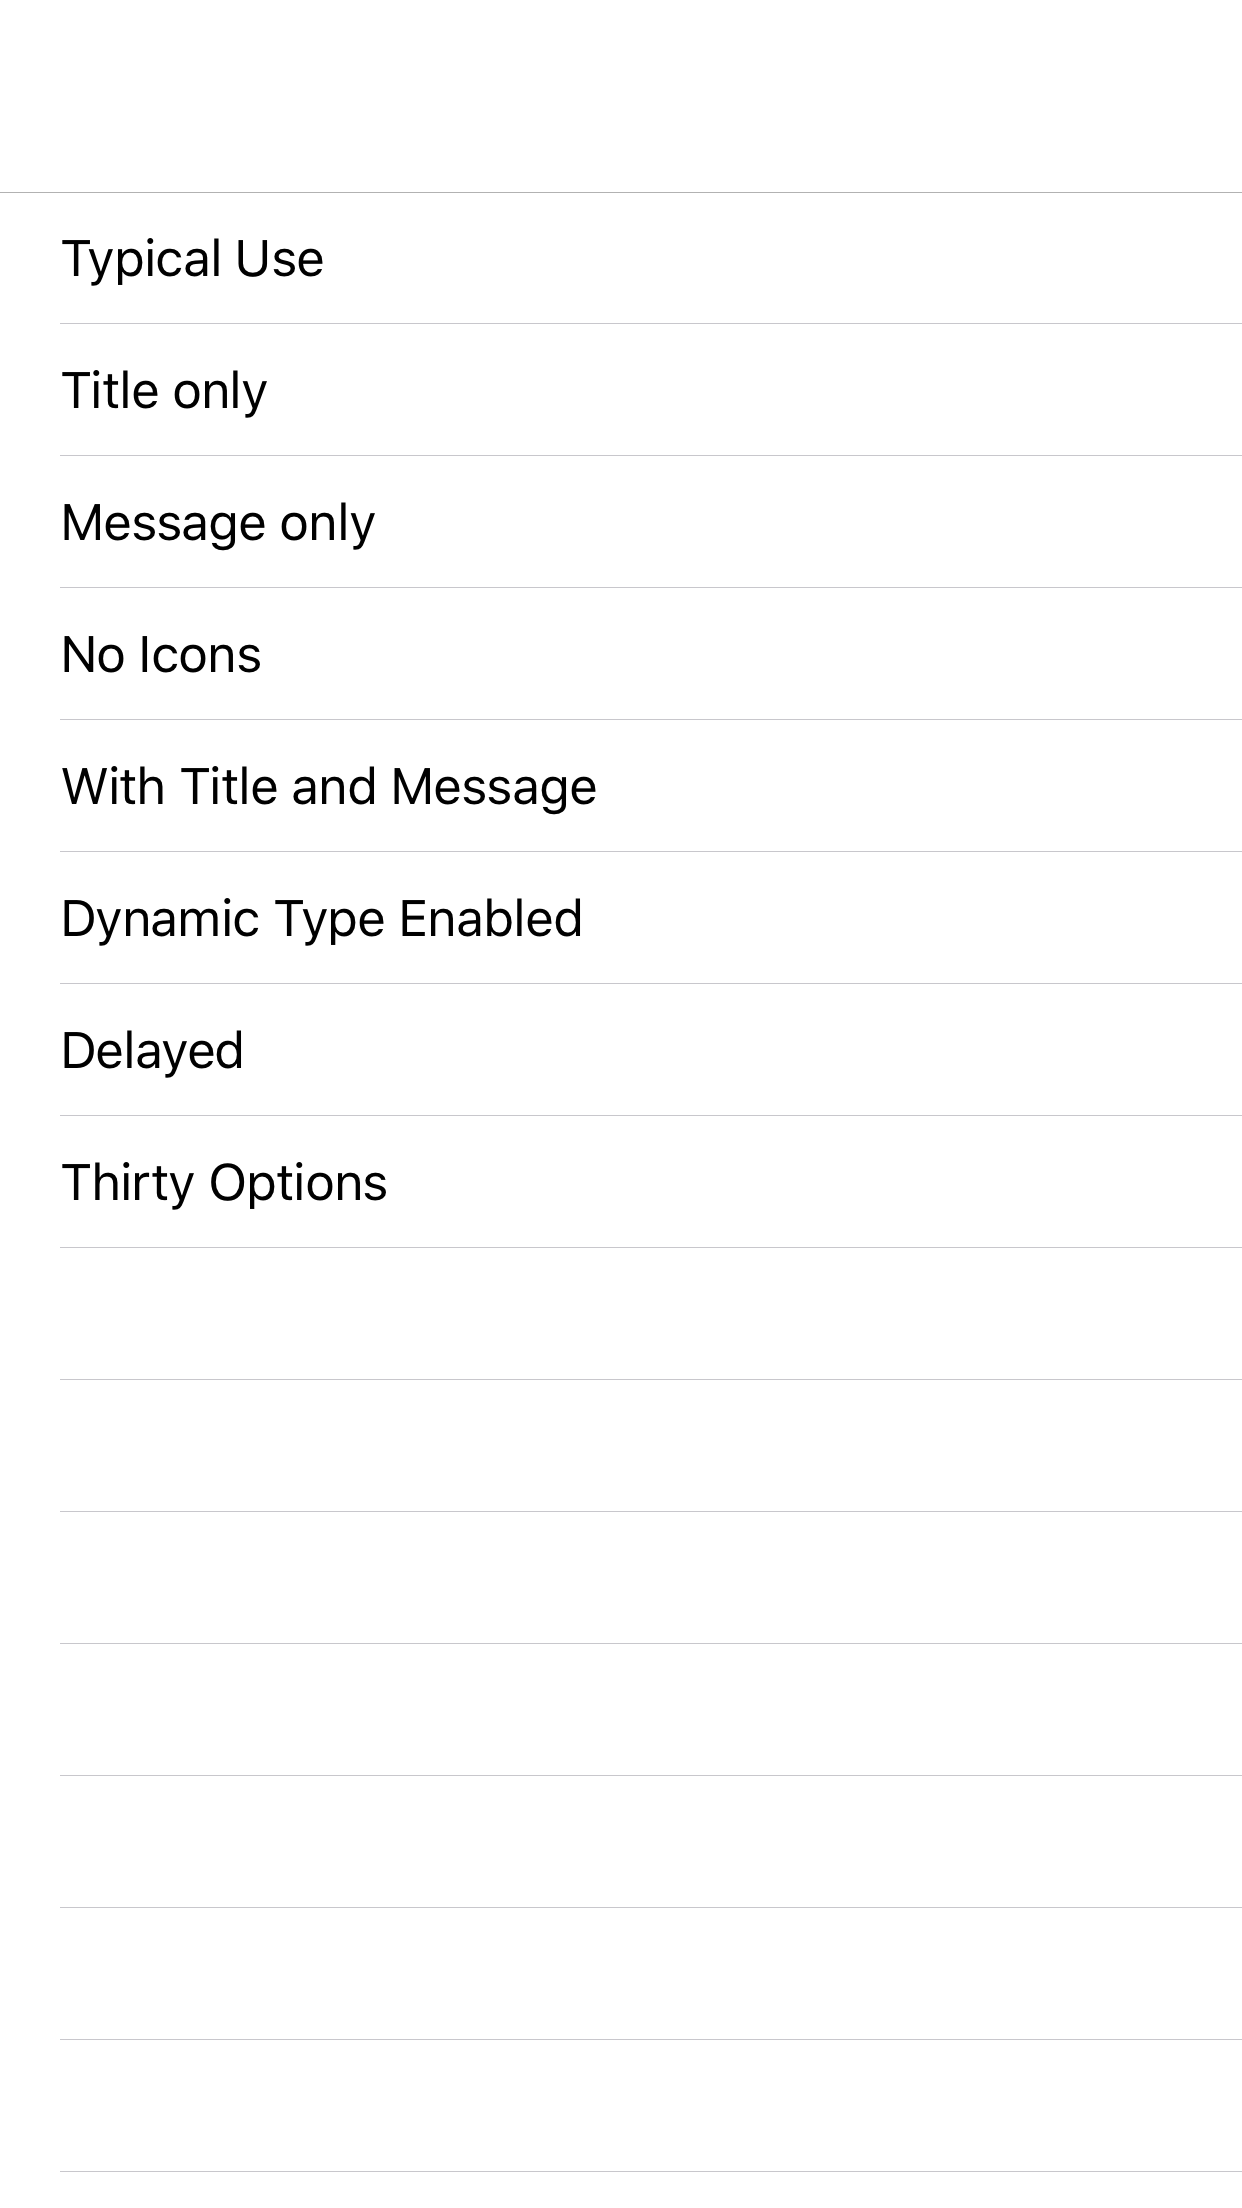 Typical Use
Title only
Message only
No Icons
With Title and Message
Dynamic Type Enabled
Delayed
Thirty Options